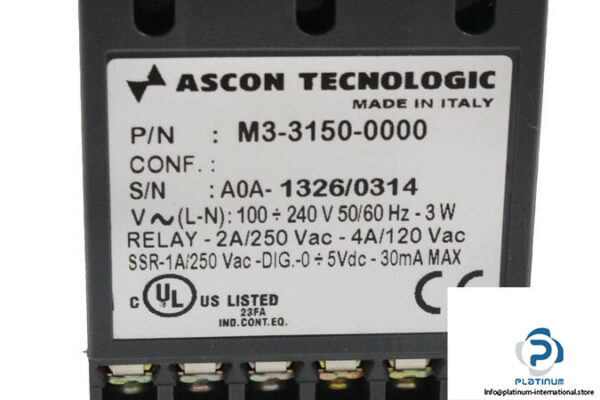 ASCON TECNOLOGIC
MADE IN ITALY
P/N : M3-3150-0000
CONF. :
S/N : A0A- 1326/0314
V ~ (L-N): 100 ÷ 240 V 50/60 Hz - 3 W
RELAY - 2A/250 Vac - 4A/120 Vac
SSR-1A/250 Vac -DIG.-0 ÷ 5Vdc - 30mA MAX
C UL US LISTED
23FA
IND.CONT.EQ.
CE
PLATINUM
INTERNATIONAL
Info@platinum-international.store